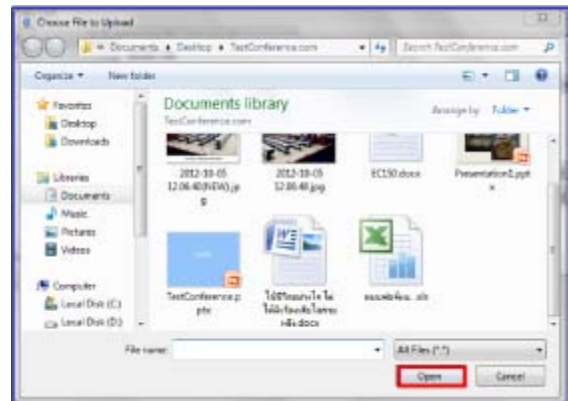 Choose File to Upload
Documents ▸ Desktop ▸ TestConference.com
Search TestConference.com
Organize
New folder
Favorites
Desktop
Downloads
Libraries
Documents
Music
Pictures
Videos
Computer
Local Disk (C:)
Local Disk (D:)
Documents library
TestConference.com
Arrange by: Folder
2012-10-05
12.06.40(NEW).jp
g
2012-10-05
12.06.40.jpg
EC150.docx
Presentation1.ppt
x
TestConference.p
ptx
.docx
.xls
File name:
All Files (*.*)
Open
Cancel